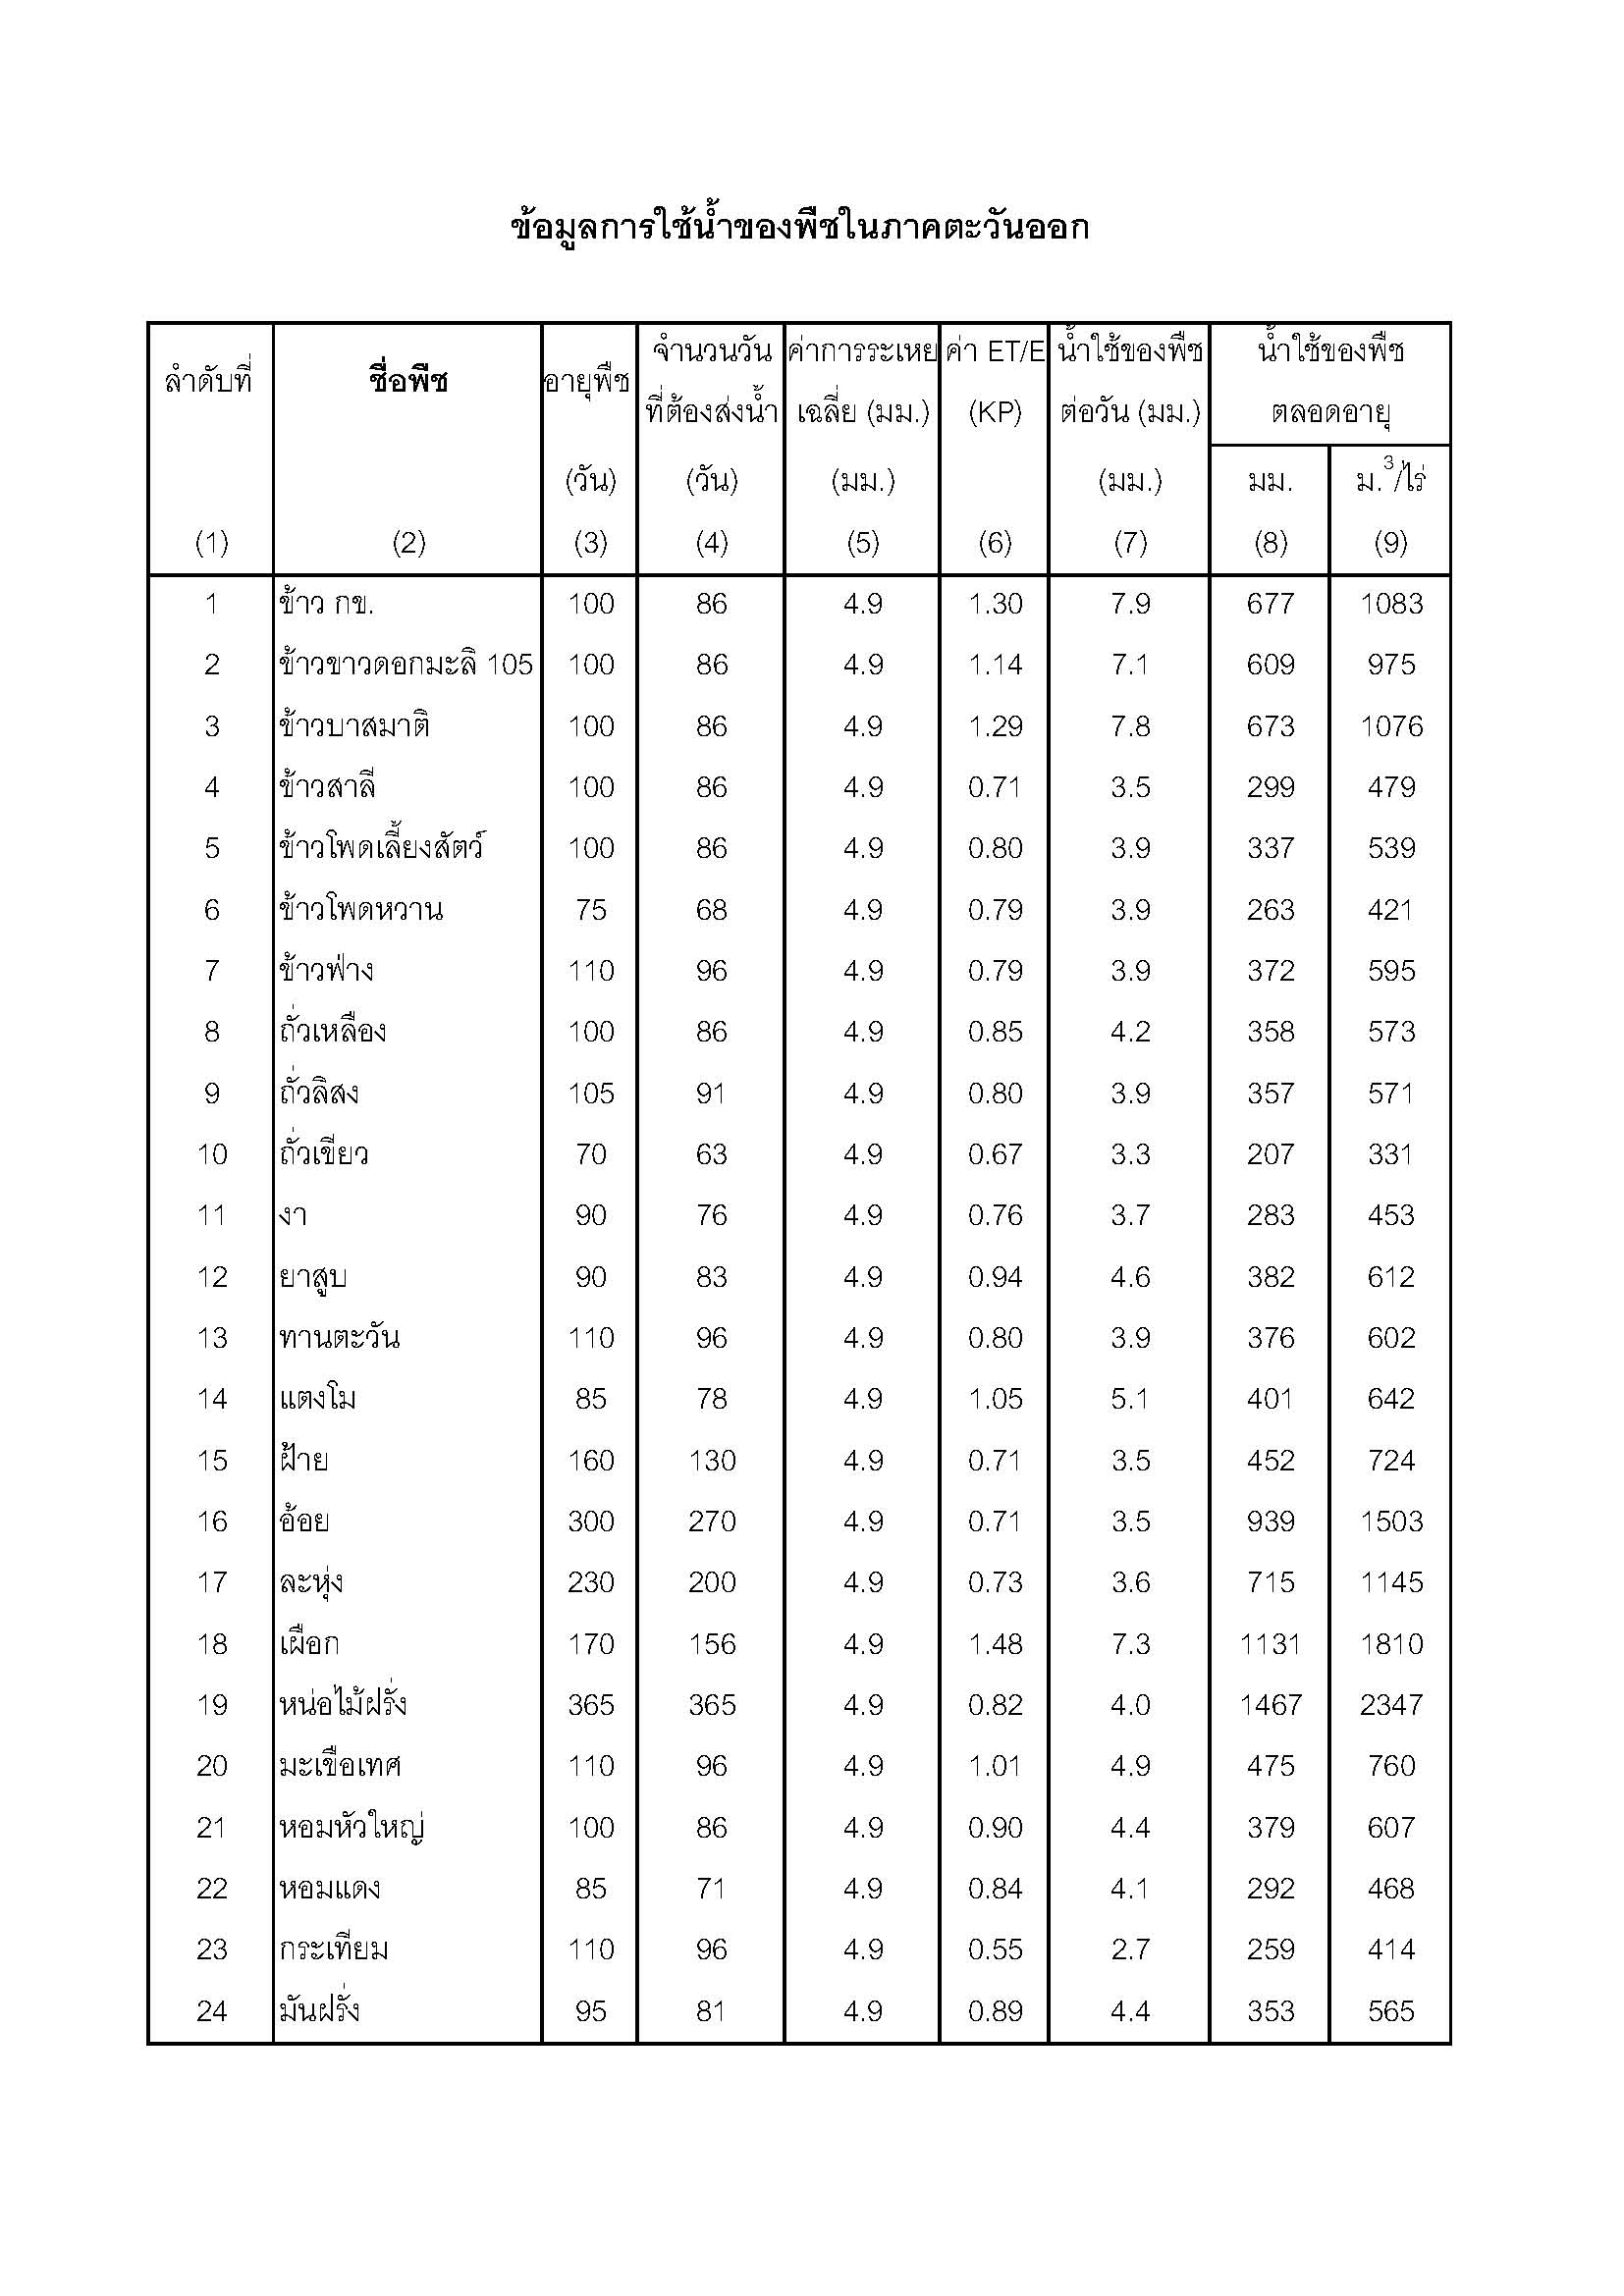 ข้อมูลการใช้น้ำของพืชในภาคตะวันออก
ลำดับที่ ชื่อพืช อายุพืช จำนวนวัน ค่าการระเหย ค่า ET/E น้ำใช้ของพืช น้ำใช้ของพืช
ที่ต้องส่งน้ำ เฉลี่ย (มม.) (KP) ต่อวัน (มม.) ตลอดอายุ
(วัน) (วัน) (มม.) (มม.) มม. ม.³/ไร่
(1) (2) (3) (4) (5) (6) (7) (8) (9)
1 ข้าว กข. 100 86 4.9 1.30 7.9 677 1083
2 ข้าวขาวดอกมะลิ 105 100 86 4.9 1.14 7.1 609 975
3 ข้าวบาสมาติ 100 86 4.9 1.29 7.8 673 1076
4 ข้าวสาลี 100 86 4.9 0.71 3.5 299 479
5 ข้าวโพดเลี้ยงสัตว์ 100 86 4.9 0.80 3.9 337 539
6 ข้าวโพดหวาน 75 68 4.9 0.79 3.9 263 421
7 ข้าวฟ่าง 110 96 4.9 0.79 3.9 372 595
8 ถั่วเหลือง 100 86 4.9 0.85 4.2 358 573
9 ถั่วลิสง 105 91 4.9 0.80 3.9 357 571
10 ถั่วเขียว 70 63 4.9 0.67 3.3 207 331
11 งา 90 76 4.9 0.76 3.7 283 453
12 ยาสูบ 90 83 4.9 0.94 4.6 382 612
13 ทานตะวัน 110 96 4.9 0.80 3.9 376 602
14 แตงโม 85 78 4.9 1.05 5.1 401 642
15 ฝ้าย 160 130 4.9 0.71 3.5 452 724
16 อ้อย 300 270 4.9 0.71 3.5 939 1503
17 ละหุ่ง 230 200 4.9 0.73 3.6 715 1145
18 เผือก 170 156 4.9 1.48 7.3 1131 1810
19 หน่อไม้ฝรั่ง 365 365 4.9 0.82 4.0 1467 2347
20 มะเขือเทศ 110 96 4.9 1.01 4.9 475 760
21 หอมหัวใหญ่ 100 86 4.9 0.90 4.4 379 607
22 หอมแดง 85 71 4.9 0.84 4.1 292 468
23 กระเทียม 110 96 4.9 0.55 2.7 259 414
24 มันฝรั่ง 95 81 4.9 0.89 4.4 353 565